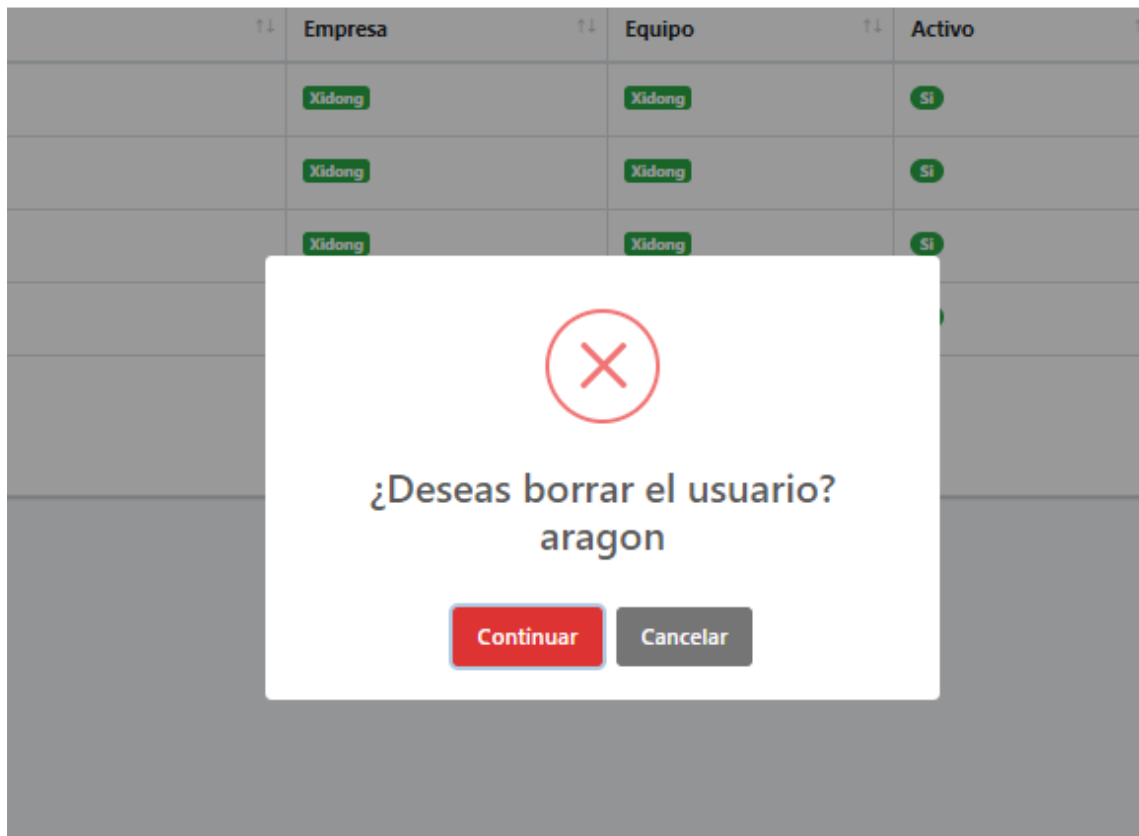 Empresa Equipo Activo
Xidong Xidong Si
Xidong Xidong Si
Xidong Xidong Si
¿Deseas borrar el usuario?
aragon
Continuar Cancelar